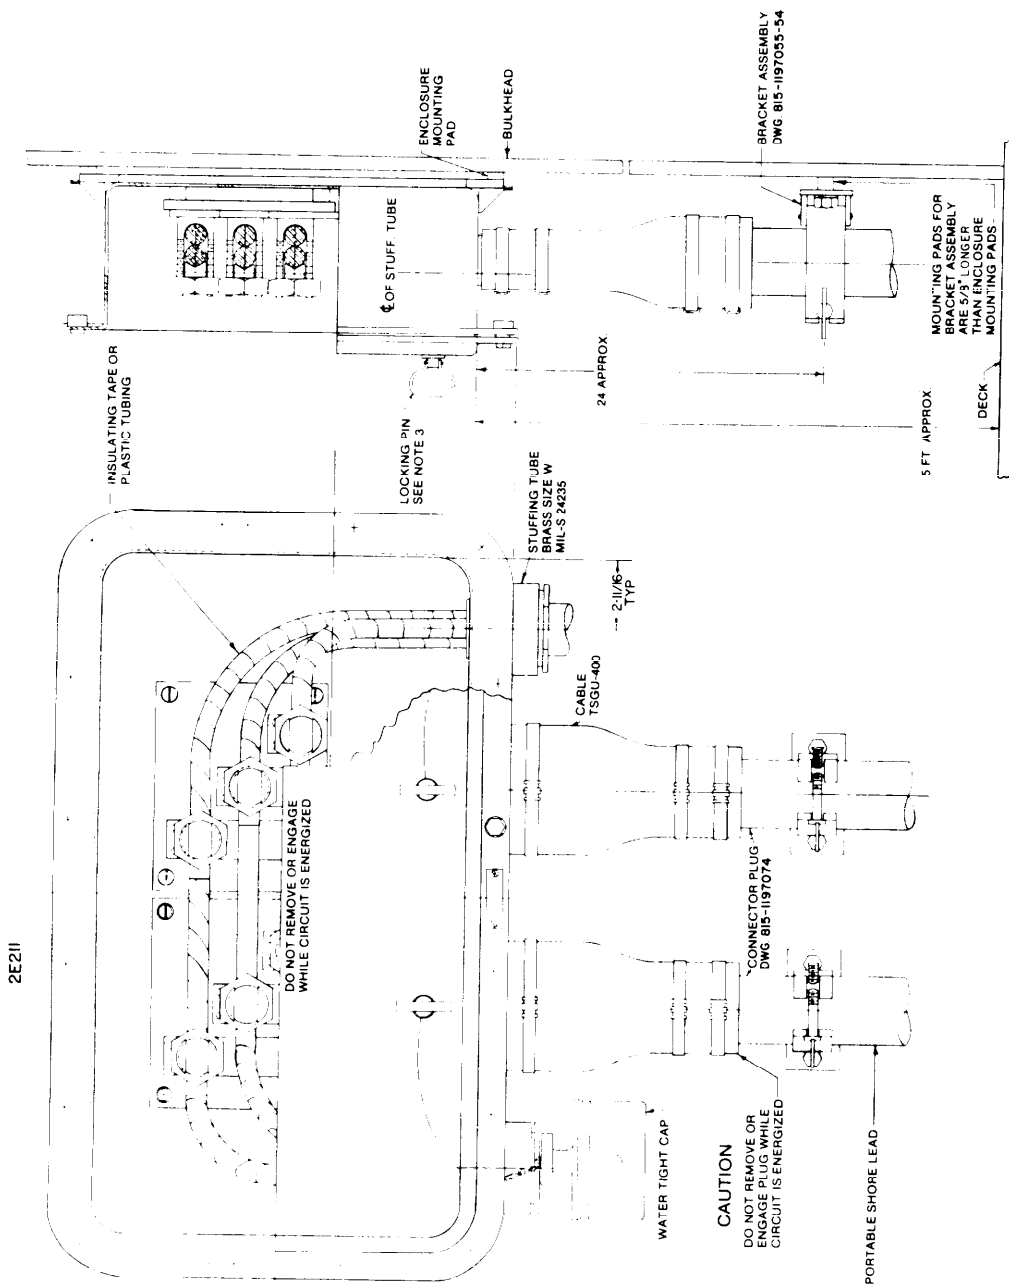 2E211
INSULATING TAPE OR
PLASTIC TUBING
DO NOT REMOVE OR ENGAGE
WHILE CIRCUIT IS ENERGIZED
STUFFING TUBE
BRASS SIZE W
MIL-S 24235
2-11/16
TYP
CABLE
TSGU-400
CONNECTOR PLUG
DWG. 815-1197074
WATER TIGHT CAP
CAUTION
DO NOT REMOVE OR
ENGAGE PLUG WHILE
CIRCUIT IS ENERGIZED
PORTABLE SHORE LEAD
ENCLOSURE
MOUNTING
PAD
BULKHEAD
BRACKET ASSEMBLY
DWG. 815-1197055-54
℄ OF STUFF. TUBE
LOCKING PIN
SEE NOTE 3
24 APPROX.
5 FT APPROX.
MOUNTING PADS FOR
BRACKET ASSEMBLY
ARE 5/8" LONGER
THAN ENCLOSURE
MOUNTING PADS
DECK